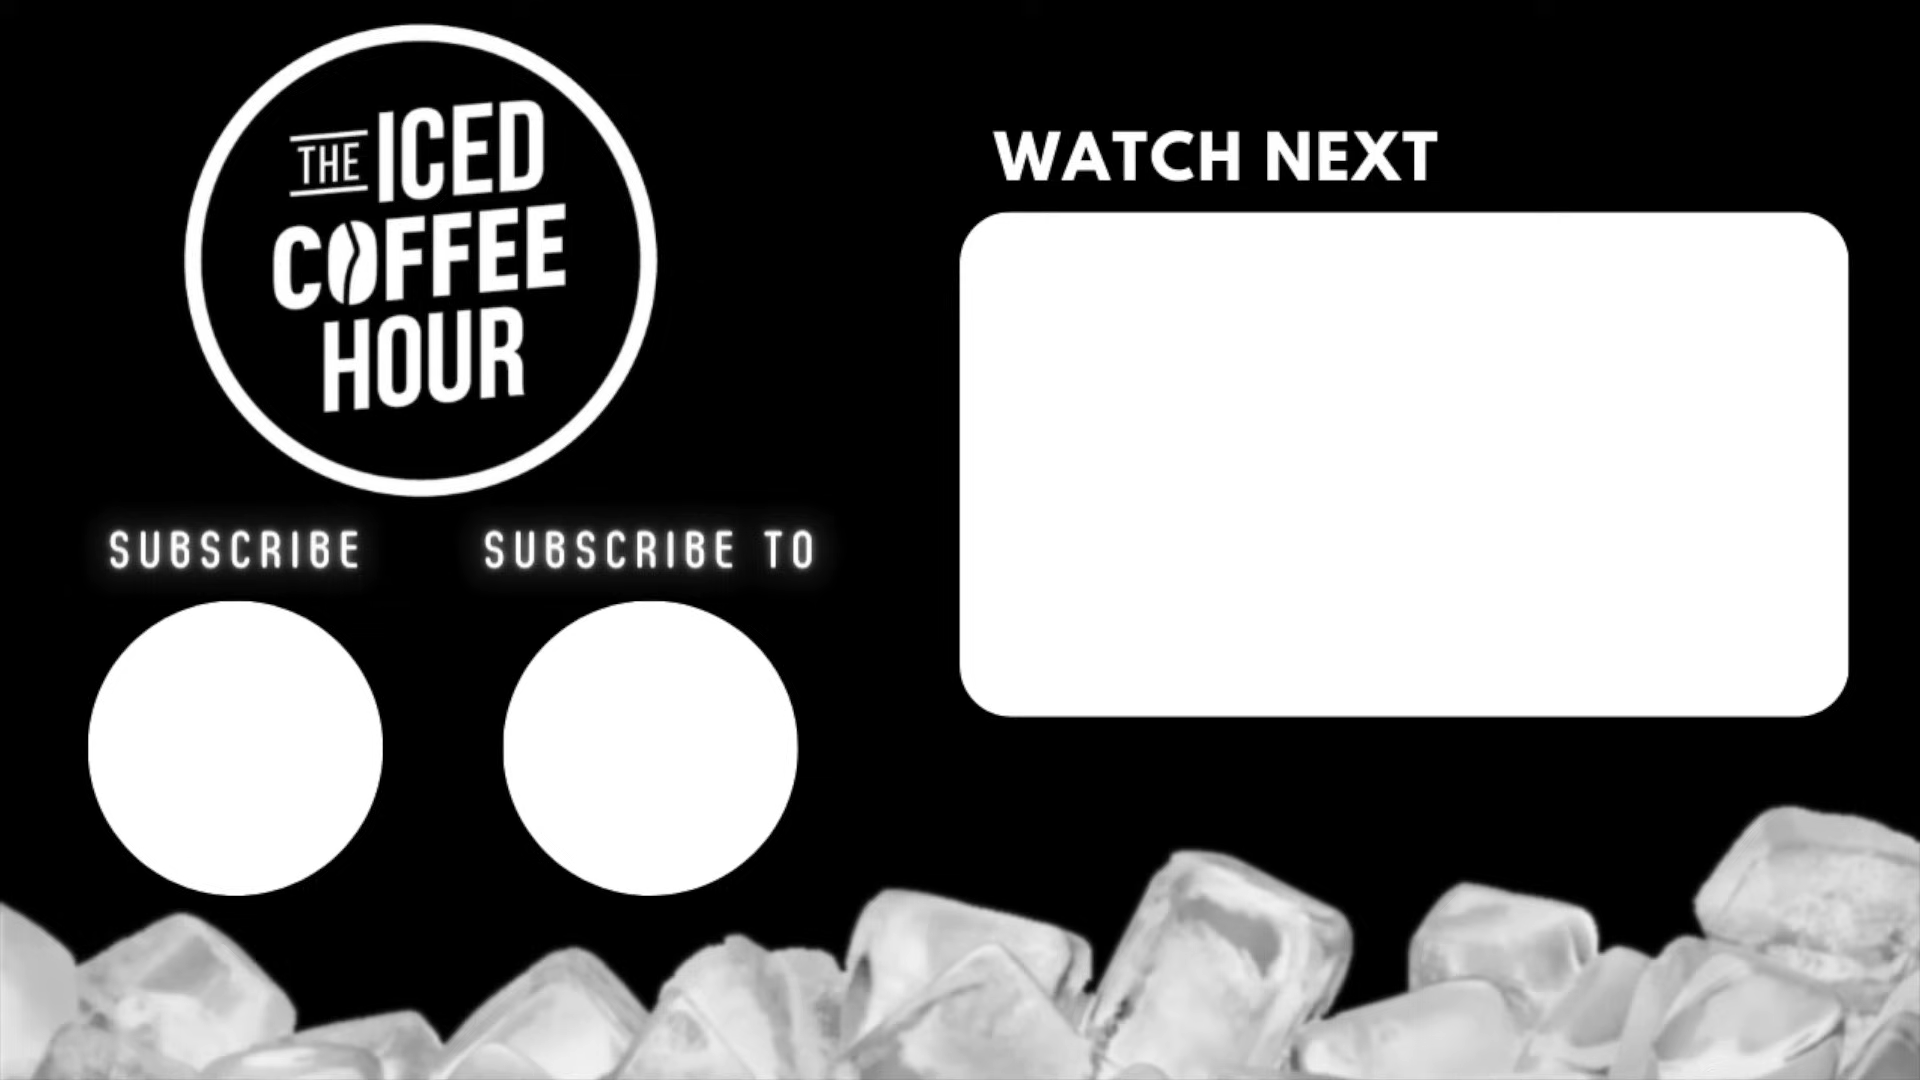 THE ICED
COFFEE
HOUR
SUBSCRIBE
SUBSCRIBE TO
WATCH NEXT